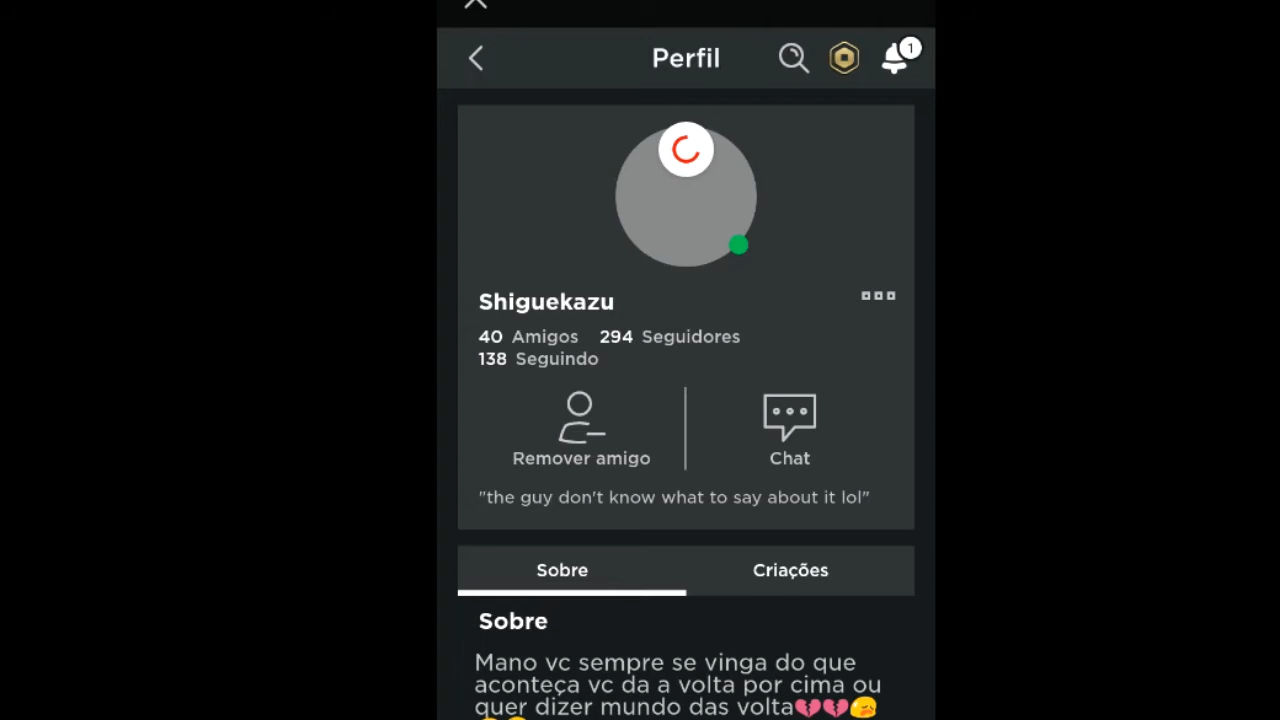 Perfil
1
Shiguekazu
40 Amigos 294 Seguidores
138 Seguindo
Remover amigo Chat
"the guy don't know what to say about it lol"
Sobre Criações
Sobre
Mano vc sempre se vinga do que
aconteça vc da a volta por cima ou
quer dizer mundo das volta💔💔🥴